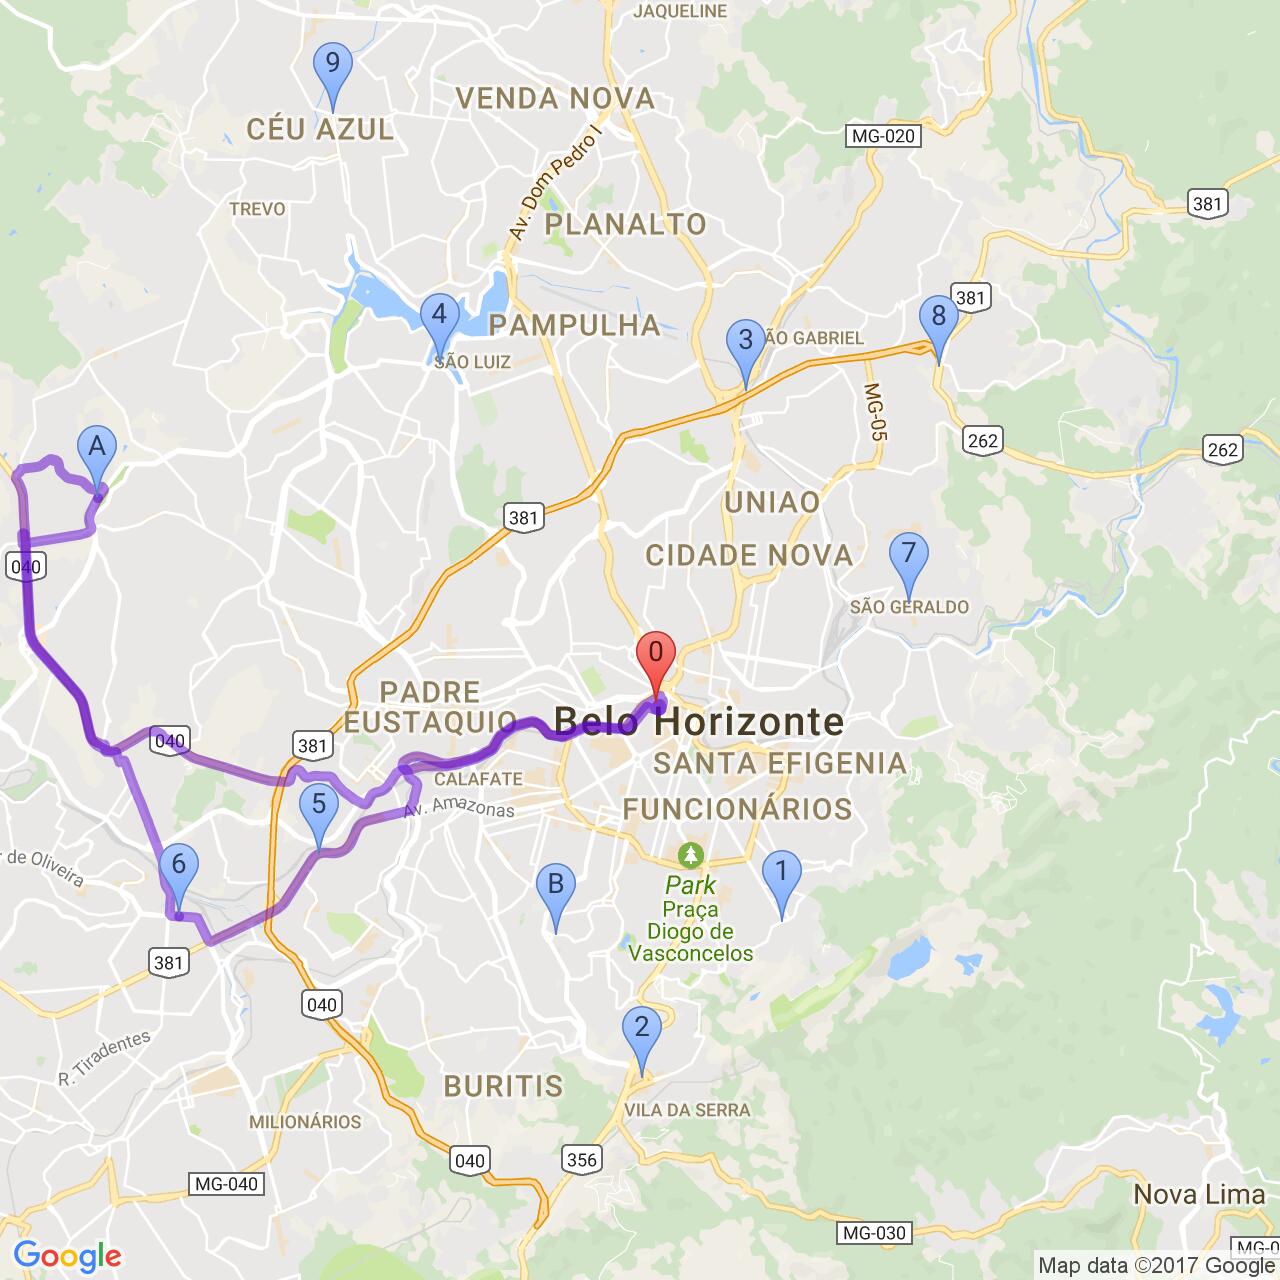 JAQUELINE
9
VENDA NOVA
CÉU AZUL
MG-020
Av. Dom Pedro I
381
TREVO
PLANALTO
381
4
PAMPULHA
8
3
ÃO GABRIEL
SÃO LUIZ
MG-05
A
262
262
UNIAO
381
CIDADE NOVA
7
040
SÃO GERALDO
0
PADRE
EUSTAQUIO
Belo Horizonte
040
381
SANTA EFIGENIA
CALAFATE
5
Av. Amazonas
FUNCIONÁRIOS
r de Oliveira
6
B
1
Park
Praça
Diogo de
Vasconcelos
381
040
2
R. Tiradentes
BURITIS
VILA DA SERRA
MILIONÁRIOS
040
356
MG-040
Nova Lima
MG-030
MG-0
Google
Map data ©2017 Google